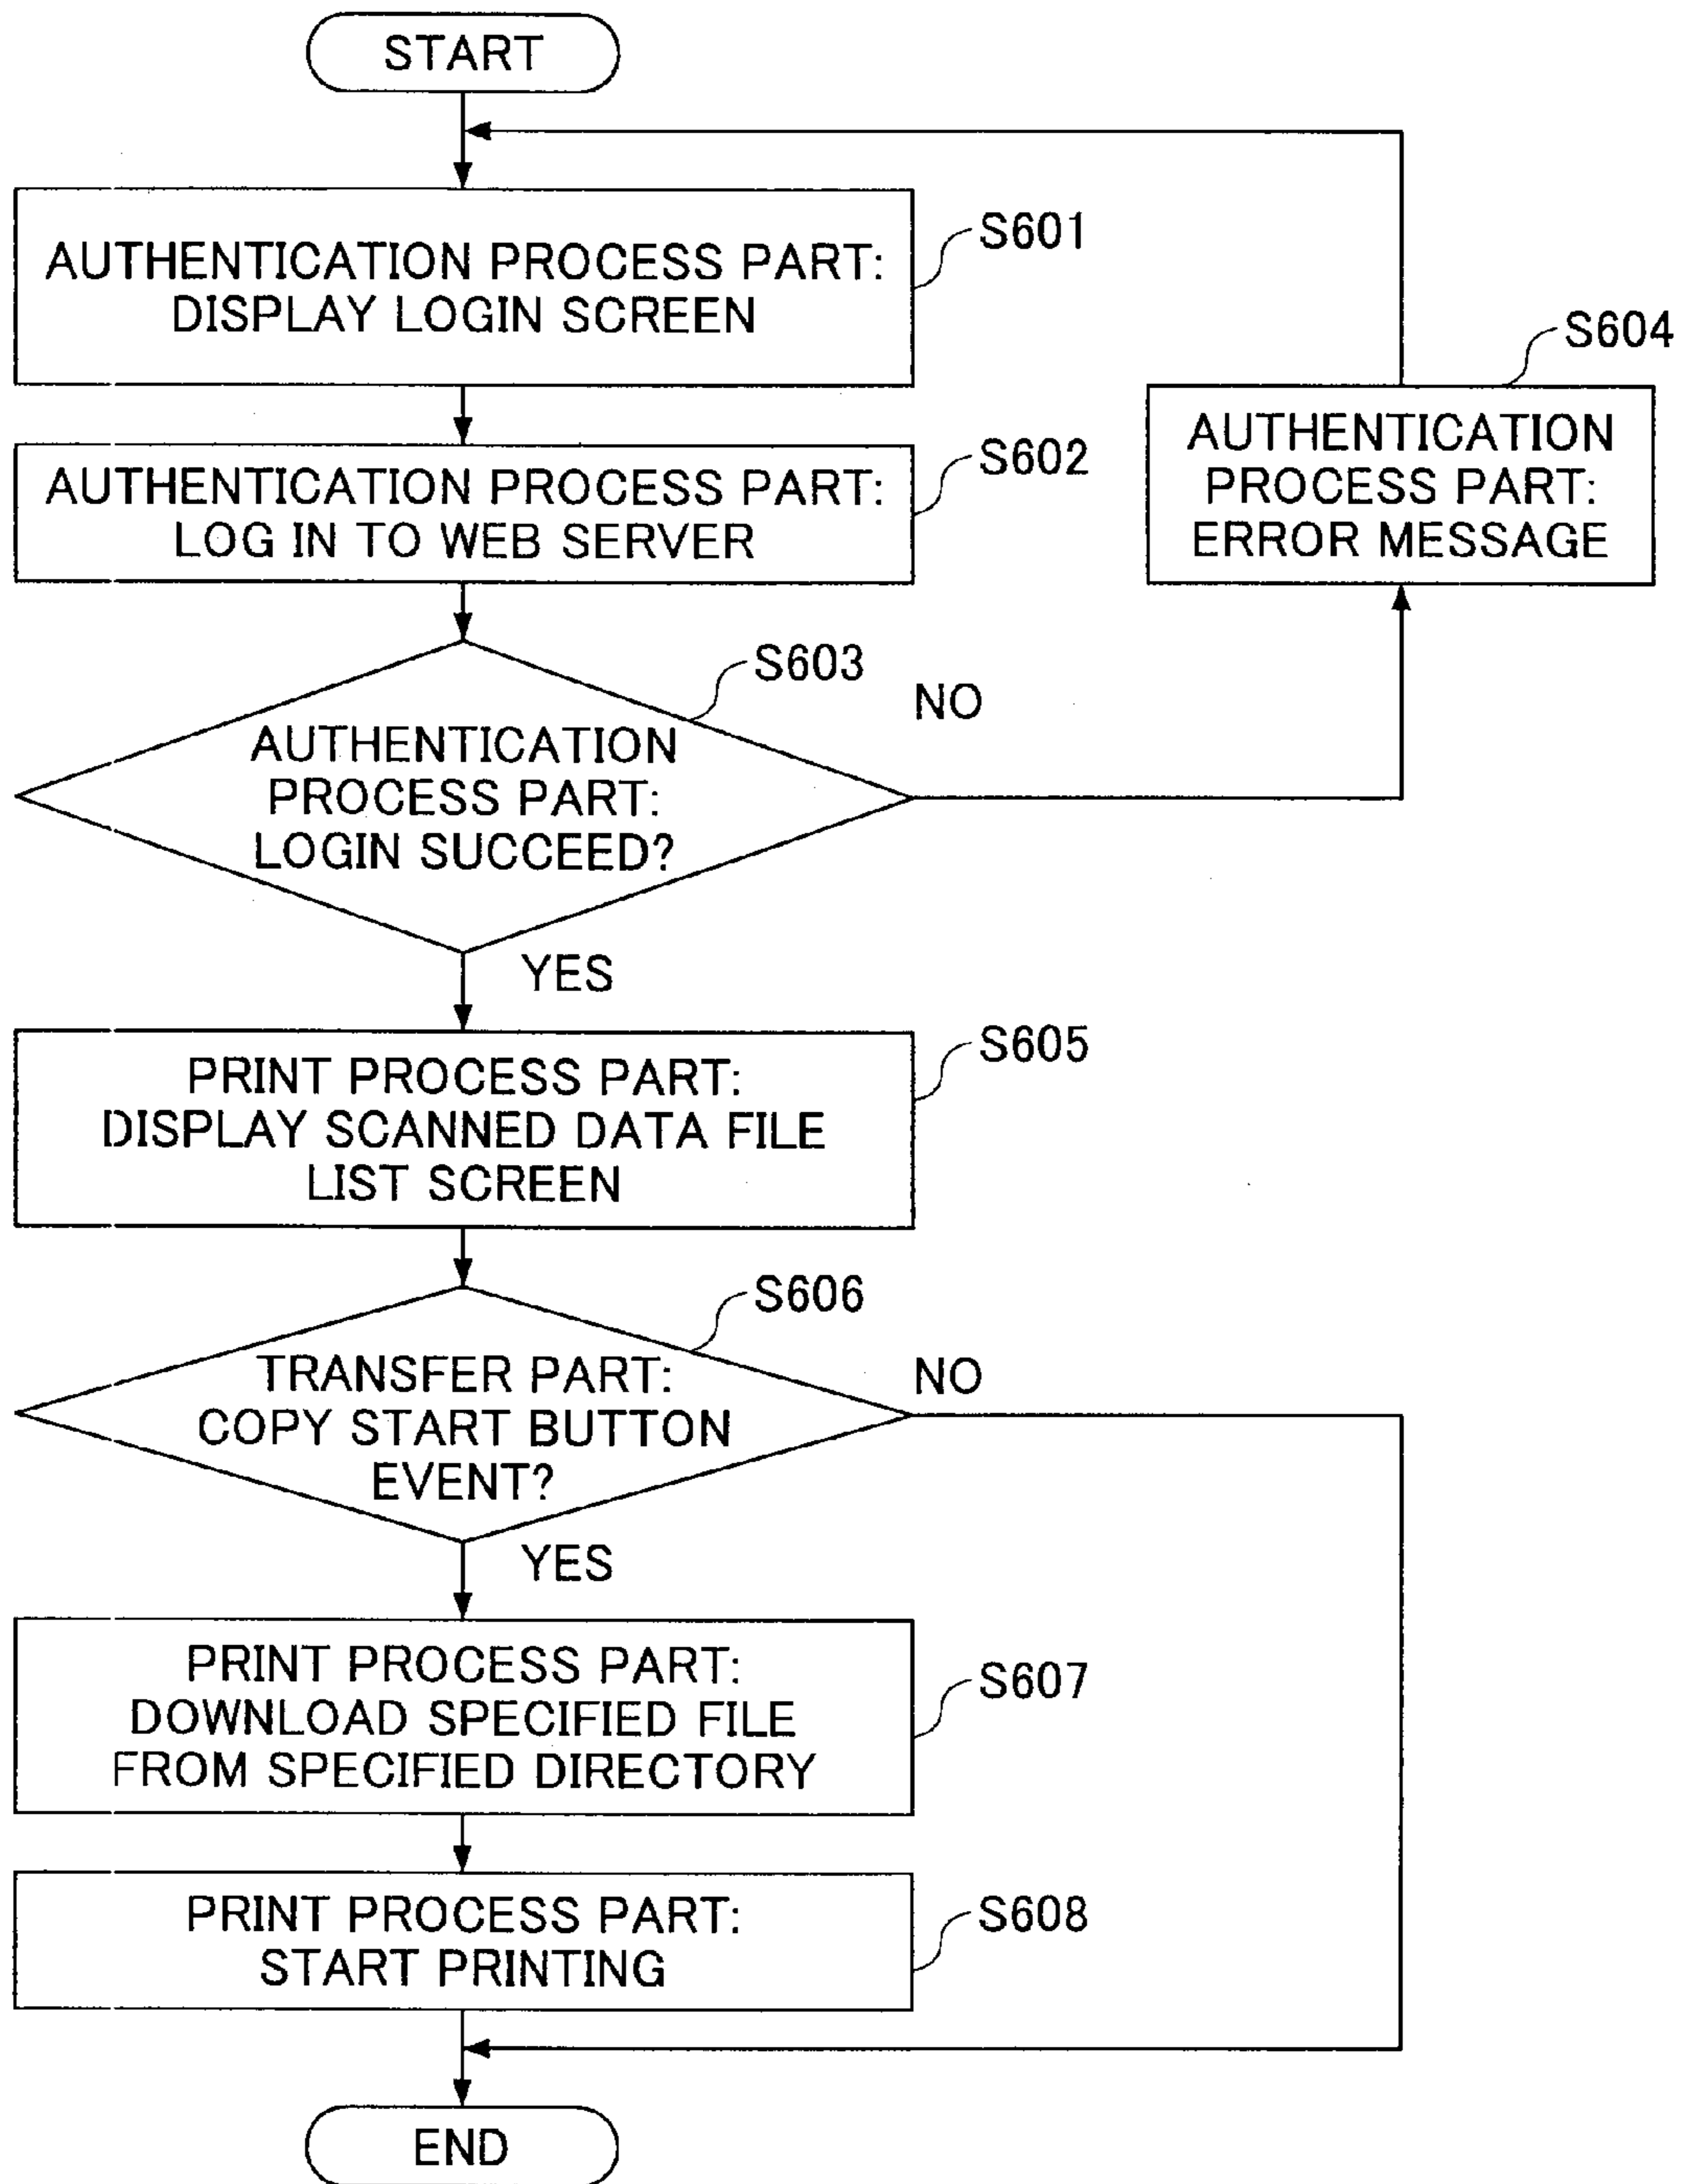 START
AUTHENTICATION PROCESS PART:
DISPLAY LOGIN SCREEN
S601
AUTHENTICATION PROCESS PART:
LOG IN TO WEB SERVER
S602
AUTHENTICATION
PROCESS PART:
LOGIN SUCCEED?
S603
NO
AUTHENTICATION
PROCESS PART:
ERROR MESSAGE
S604
YES
PRINT PROCESS PART:
DISPLAY SCANNED DATA FILE
LIST SCREEN
S605
TRANSFER PART:
COPY START BUTTON
EVENT?
S606
NO
YES
PRINT PROCESS PART:
DOWNLOAD SPECIFIED FILE
FROM SPECIFIED DIRECTORY
S607
PRINT PROCESS PART:
START PRINTING
S608
END